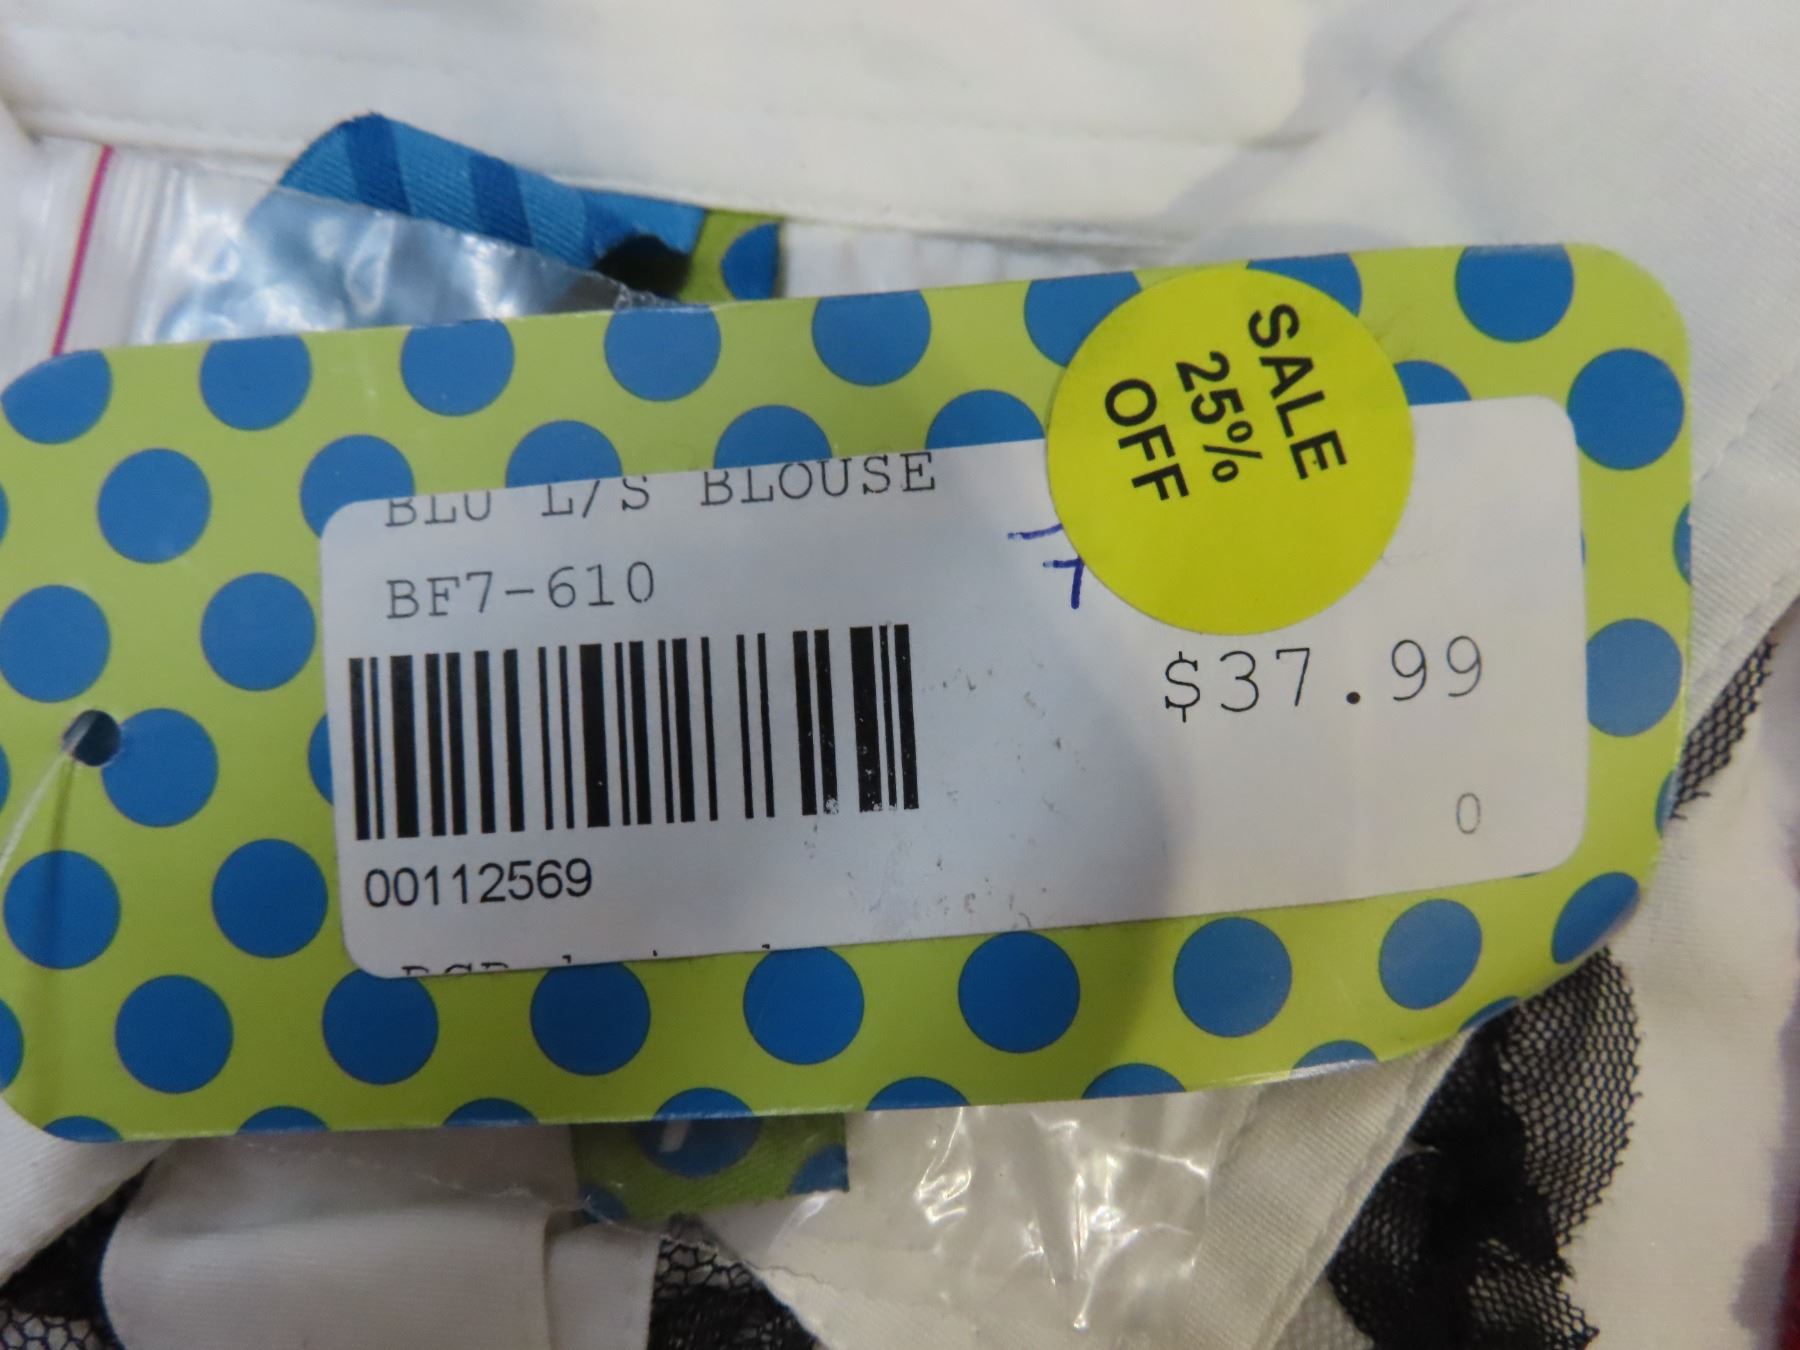 BLU L/S BLOUSE
BF7-610
SALE
25%
OFF
$37.99
0
00112569